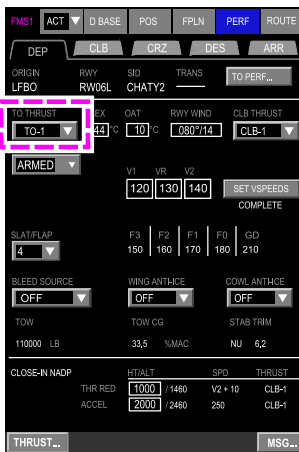 FMS1 ACT D BASE POS FPLN PERF ROUTE
DEP CLB CRZ DES ARR
ORIGIN RWY SID TRANS
LFBO RW06L CHATY2 TO PERF...
TO THRUST EX OAT RWY WIND CLB THRUST
TO-1 44 °C 10 °C 080°/14 CLB-1
ARMED
V1 VR V2
120 130 140 SET VSPEEDS
COMPLETE
SLAT/FLAP F3 F2 F1 F0 GD
4 150 160 170 180 210
BLEED SOURCE WING ANTI-ICE COWL ANTI-ICE
OFF OFF OFF
TOW TOW CG STAB TRIM
110000 LB 33,5 %MAC NU 6,2
CLOSE-IN NADP HT/ALT SPD THRUST
THR RED 1000 / 1460 V2 + 10 CLB-1
ACCEL 2000 / 2460 250 CLB-1
THRUST... MSG...